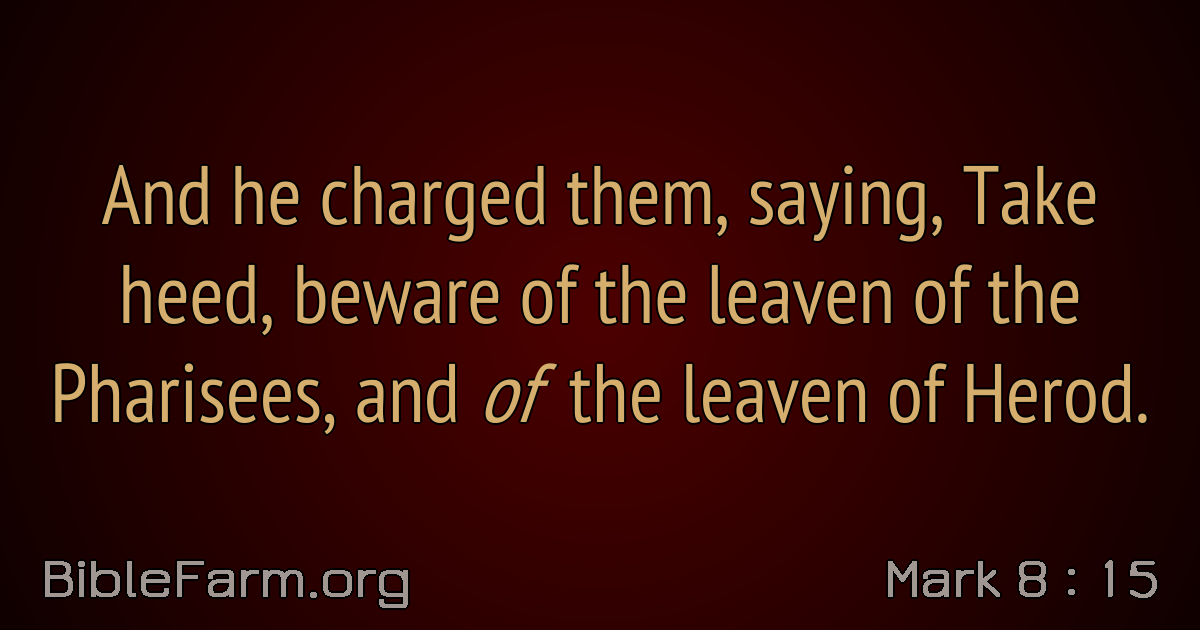 And he charged them, saying, Take
heed, beware of the leaven of the
Pharisees, and of the leaven of Herod.
BibleFarm.org
Mark 8 : 15